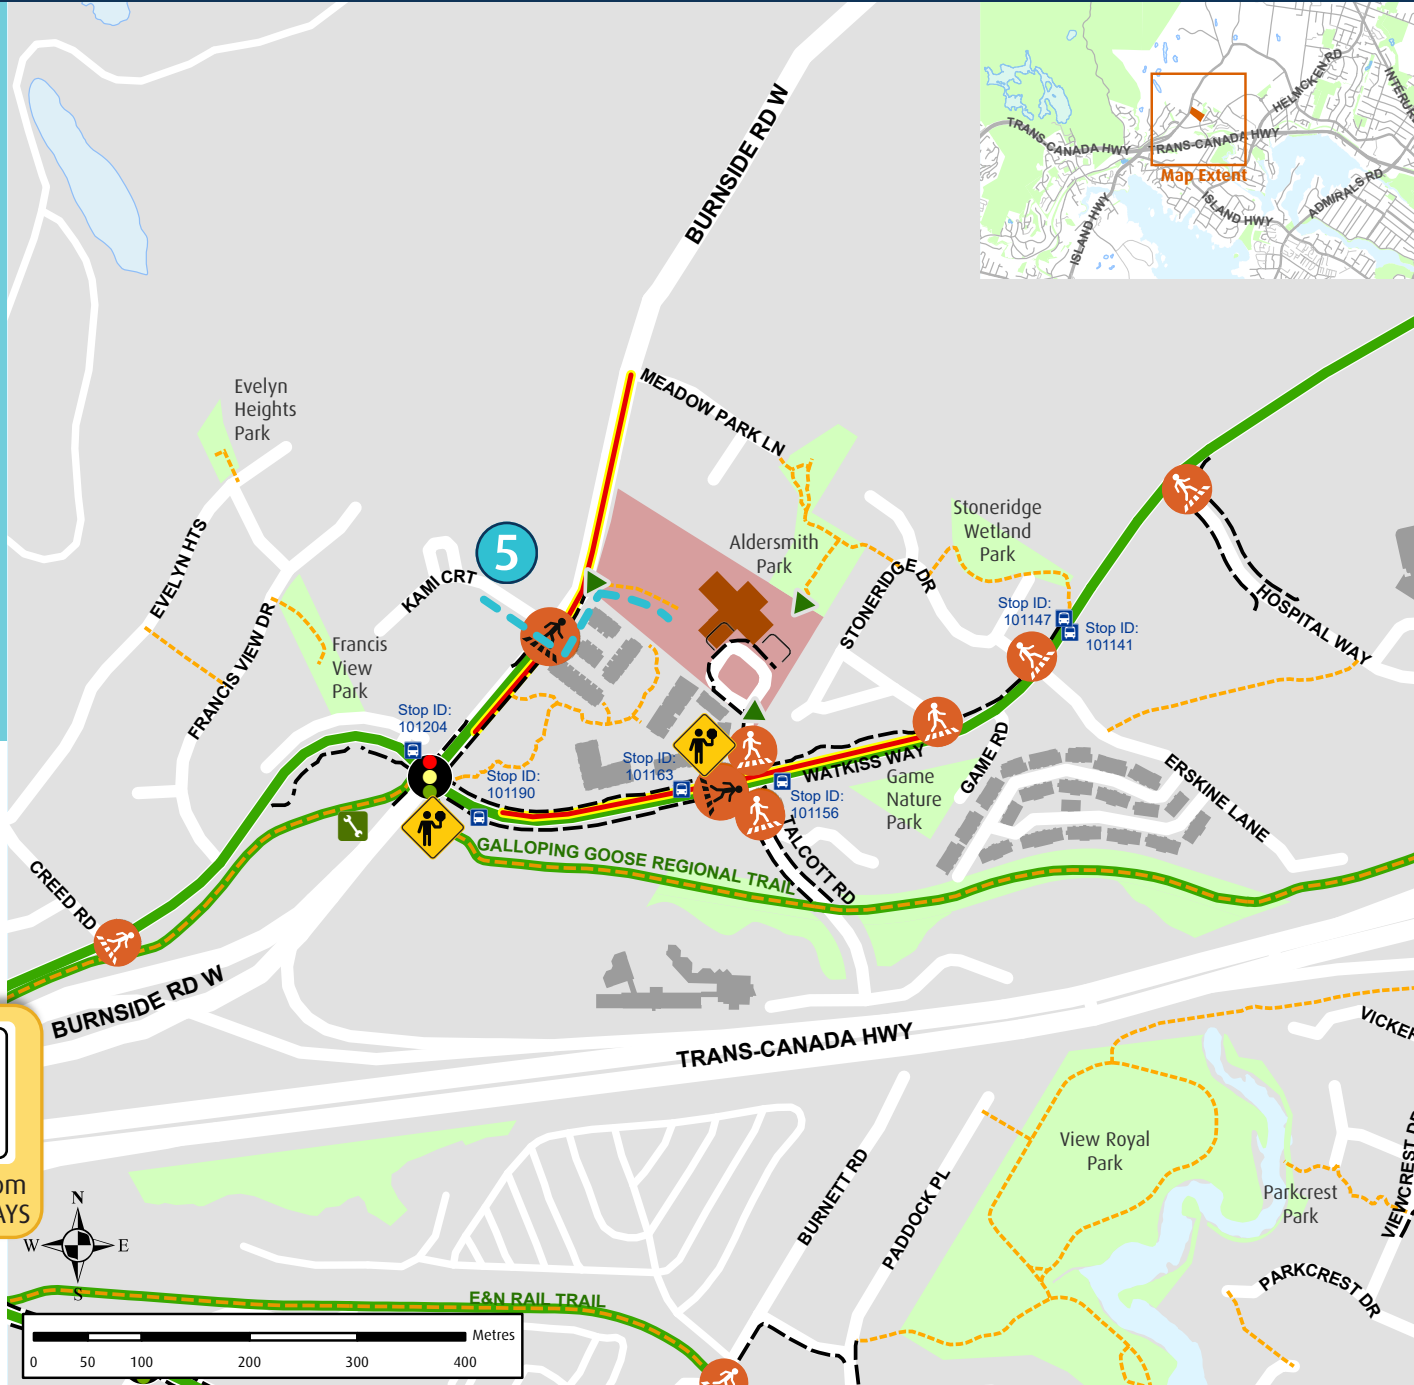 BURNSIDE RD W
HELMCKEN RD
TRANS-CANADA HWY
TRANS-CANADA HWY
Map Extent
ISLAND HWY
ISLAND HWY
ADMIRALS RD
MEADOW PARK LN
Evelyn
Heights
Park
EVELYN HTS
KAMI CRT
5
Aldersmith
Park
Stoneridge
Wetland
Park
STONERIDGE DR
HOSPITAL WAY
Stop ID:
101147
Stop ID:
101141
FRANCIS VIEW DR
Francis
View
Park
Stop ID:
101204
Stop ID:
101190
Stop ID:
101163
Stop ID:
101156
WATKISS WAY
Game
Nature
Park
GAME RD
ERSKINE LANE
TALCOTT RD
GALLOPING GOOSE REGIONAL TRAIL
CREED RD
BURNSIDE RD W
TRANS-CANADA HWY
View Royal
Park
Parkcrest
Park
VIEWCREST DR
PARKCREST DR
BURNETT RD
PADDOCK PL
N
W
E
S
E&N RAIL TRAIL
Metres
0 50 100 200 300 400